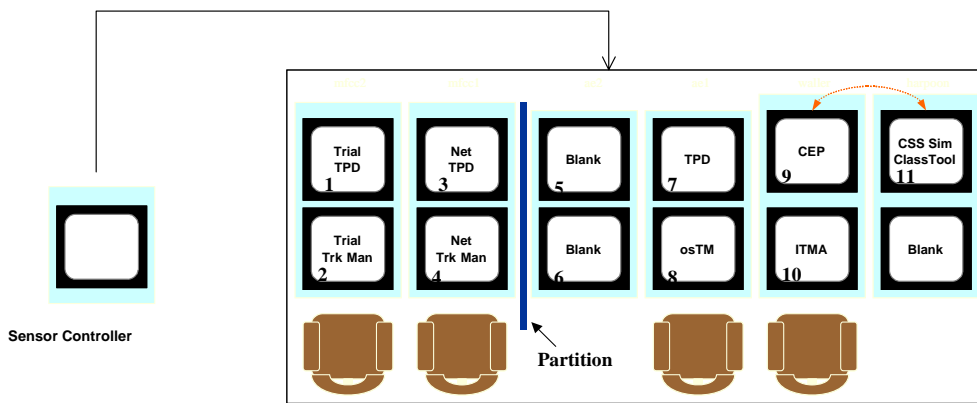 Trial
TPD
1
Net
TPD
3
Blank
5
TPD
7
CEP
9
CSS Sim
ClassTool
11
Trial
Trk Man
2
Net
Trk Man
4
Blank
6
osTM
8
ITMA
10
Blank
Sensor Controller
Partition